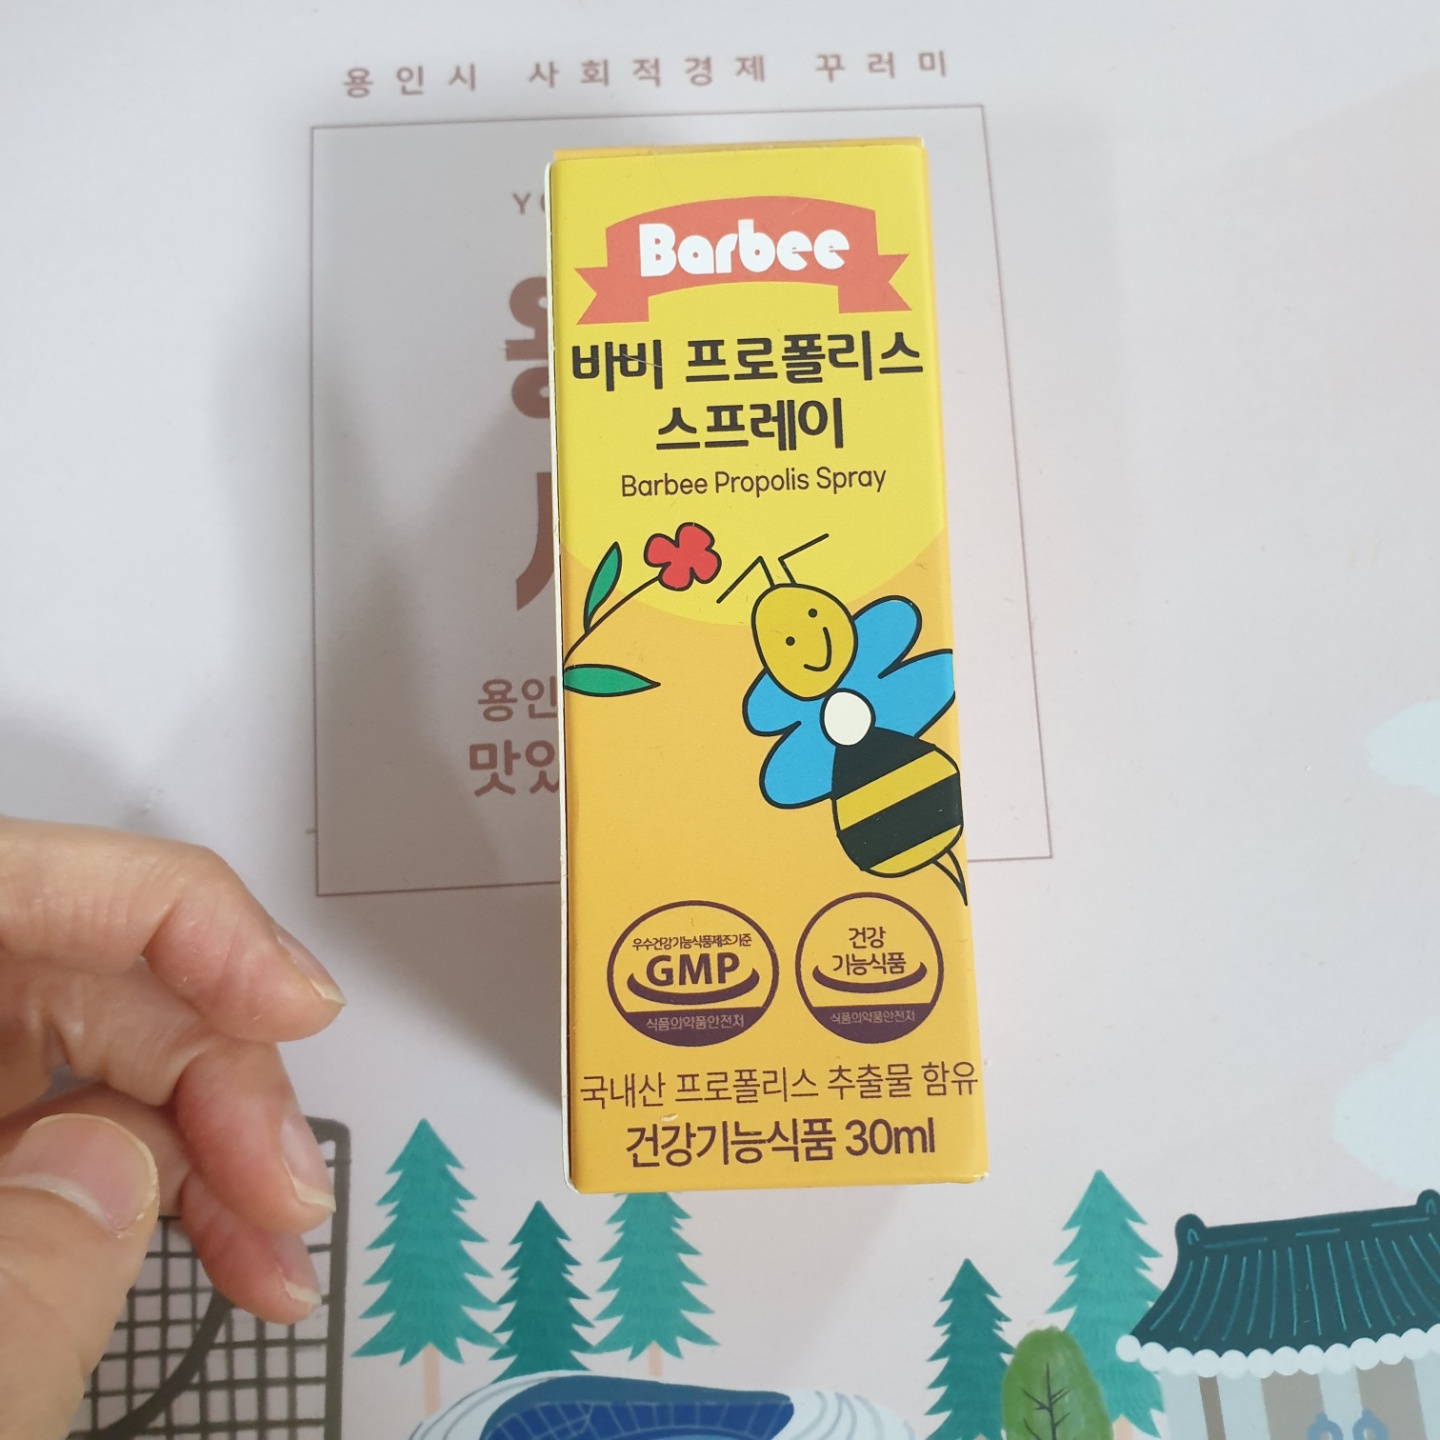 용인시 사회적경제 꾸러미
Barbee
바비 프로폴리스
스프레이
Barbee Propolis Spray
용인
우수건강기능식품제조기준
GMP
식품의약품안전처
건강
기능식품
식품의약품안전처
국내산 프로폴리스 추출물 함유
건강기능식품 30ml